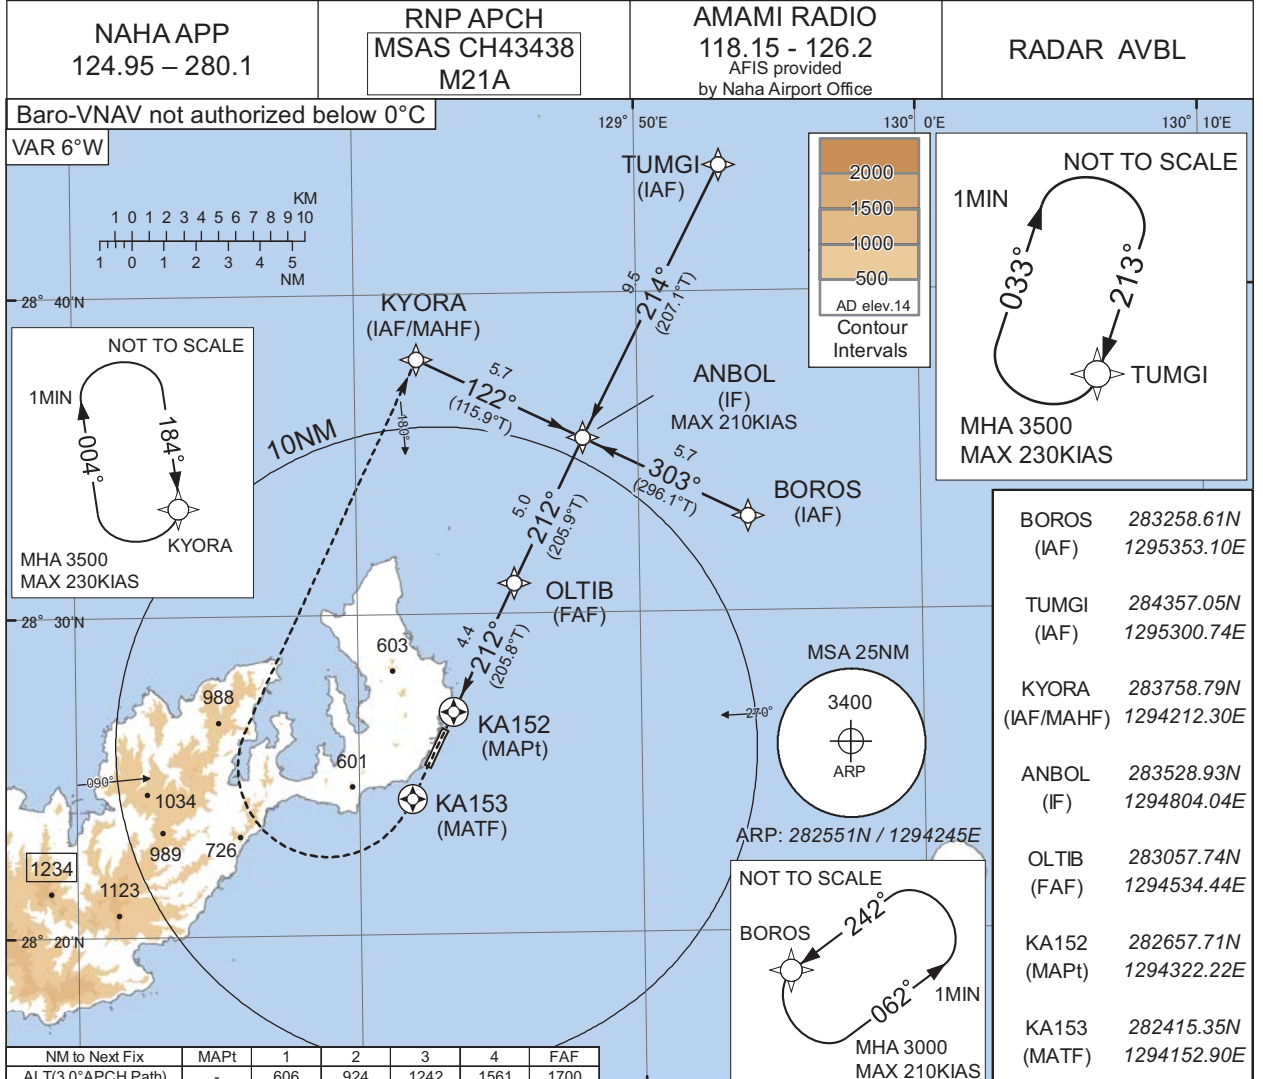 NAHA APP
124.95 – 280.1
RNP APCH
MSAS CH43438
M21A
AMAMI RADIO
118.15 - 126.2
AFIS provided
by Naha Airport Office
RADAR AVBL
Baro-VNAV not authorized below 0°C
VAR 6°W
129° 50'E
130° 0'E
130° 10'E
KM
1 0 1 2 3 4 5 6 7 8 9 10
1 0 1 2 3 4 5
NM
TUMGI
(IAF)
2000
1500
1000
500
AD elev.14
Contour
Intervals
NOT TO SCALE
1MIN
033°
213°
TUMGI
MHA 3500
MAX 230KIAS
28° 40'N
9.5
214°
(207.1°T)
KYORA
(IAF/MAHF)
NOT TO SCALE
1MIN
004°
184°
KYORA
MHA 3500
MAX 230KIAS
5.7
122°
(115.9°T)
180°
10NM
ANBOL
(IF)
MAX 210KIAS
5.7
303°
(296.1°T)
BOROS
(IAF)
5.0
212°
(205.9°T)
OLTIB
(FAF)
28° 30'N
4.4
212°
(205.8°T)
603
988
KA152
(MAPt)
601
090°
1034
KA153
(MATF)
989
726
1234
1123
28° 20'N
270°
MSA 25NM
3400
ARP
ARP: 282551N / 1294245E
NOT TO SCALE
BOROS
242°
062°
1MIN
MHA 3000
MAX 210KIAS
BOROS 283258.61N
(IAF) 1295353.10E
TUMGI 284357.05N
(IAF) 1295300.74E
KYORA 283758.79N
(IAF/MAHF) 1294212.30E
ANBOL 283528.93N
(IF) 1294804.04E
OLTIB 283057.74N
(FAF) 1294534.44E
KA152 282657.71N
(MAPt) 1294322.22E
KA153 282415.35N
(MATF) 1294152.90E
NM to Next Fix MAPt 1 2 3 4 FAF
ALT(3.0°APCH Path) - 606 924 1242 1561 1700